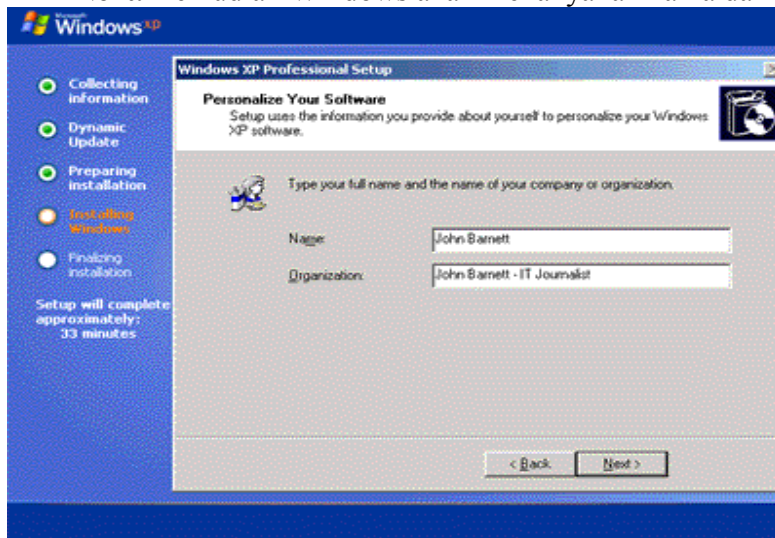 Microsoft
Windows xp
Collecting
information
Dynamic
Update
Preparing
installation
Installing
Windows
Finalizing
installation
Setup will complete
approximately:
33 minutes
Windows XP Professional Setup
Personalize Your Software
Setup uses the information you provide about yourself to personalize your Windows
XP software.
Type your full name and the name of your company or organization.
Name: John Barnett
Organization: John Barnett - IT Journalist
< Back Next >